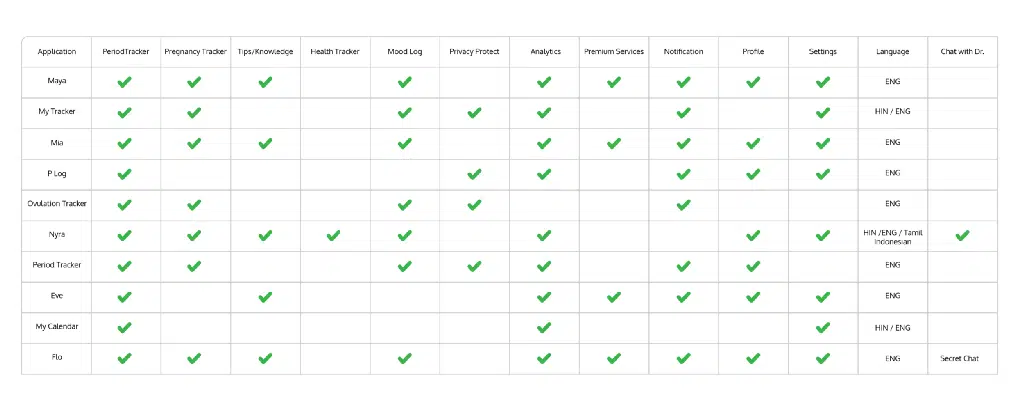 Application PeriodTracker Pregnancy Tracker Tips/Knowledge Health Tracker Mood Log Privacy Protect Analytics Premium Services Notification Profile Settings Language Chat with Dr.
Maya ENG
My Tracker HIN / ENG
Mia ENG
P Log ENG
Ovulation Tracker ENG
Nyra HIN /ENG / Tamil
Indonesian
Period Tracker ENG
Eve ENG
My Calendar HIN / ENG
Flo ENG Secret Chat